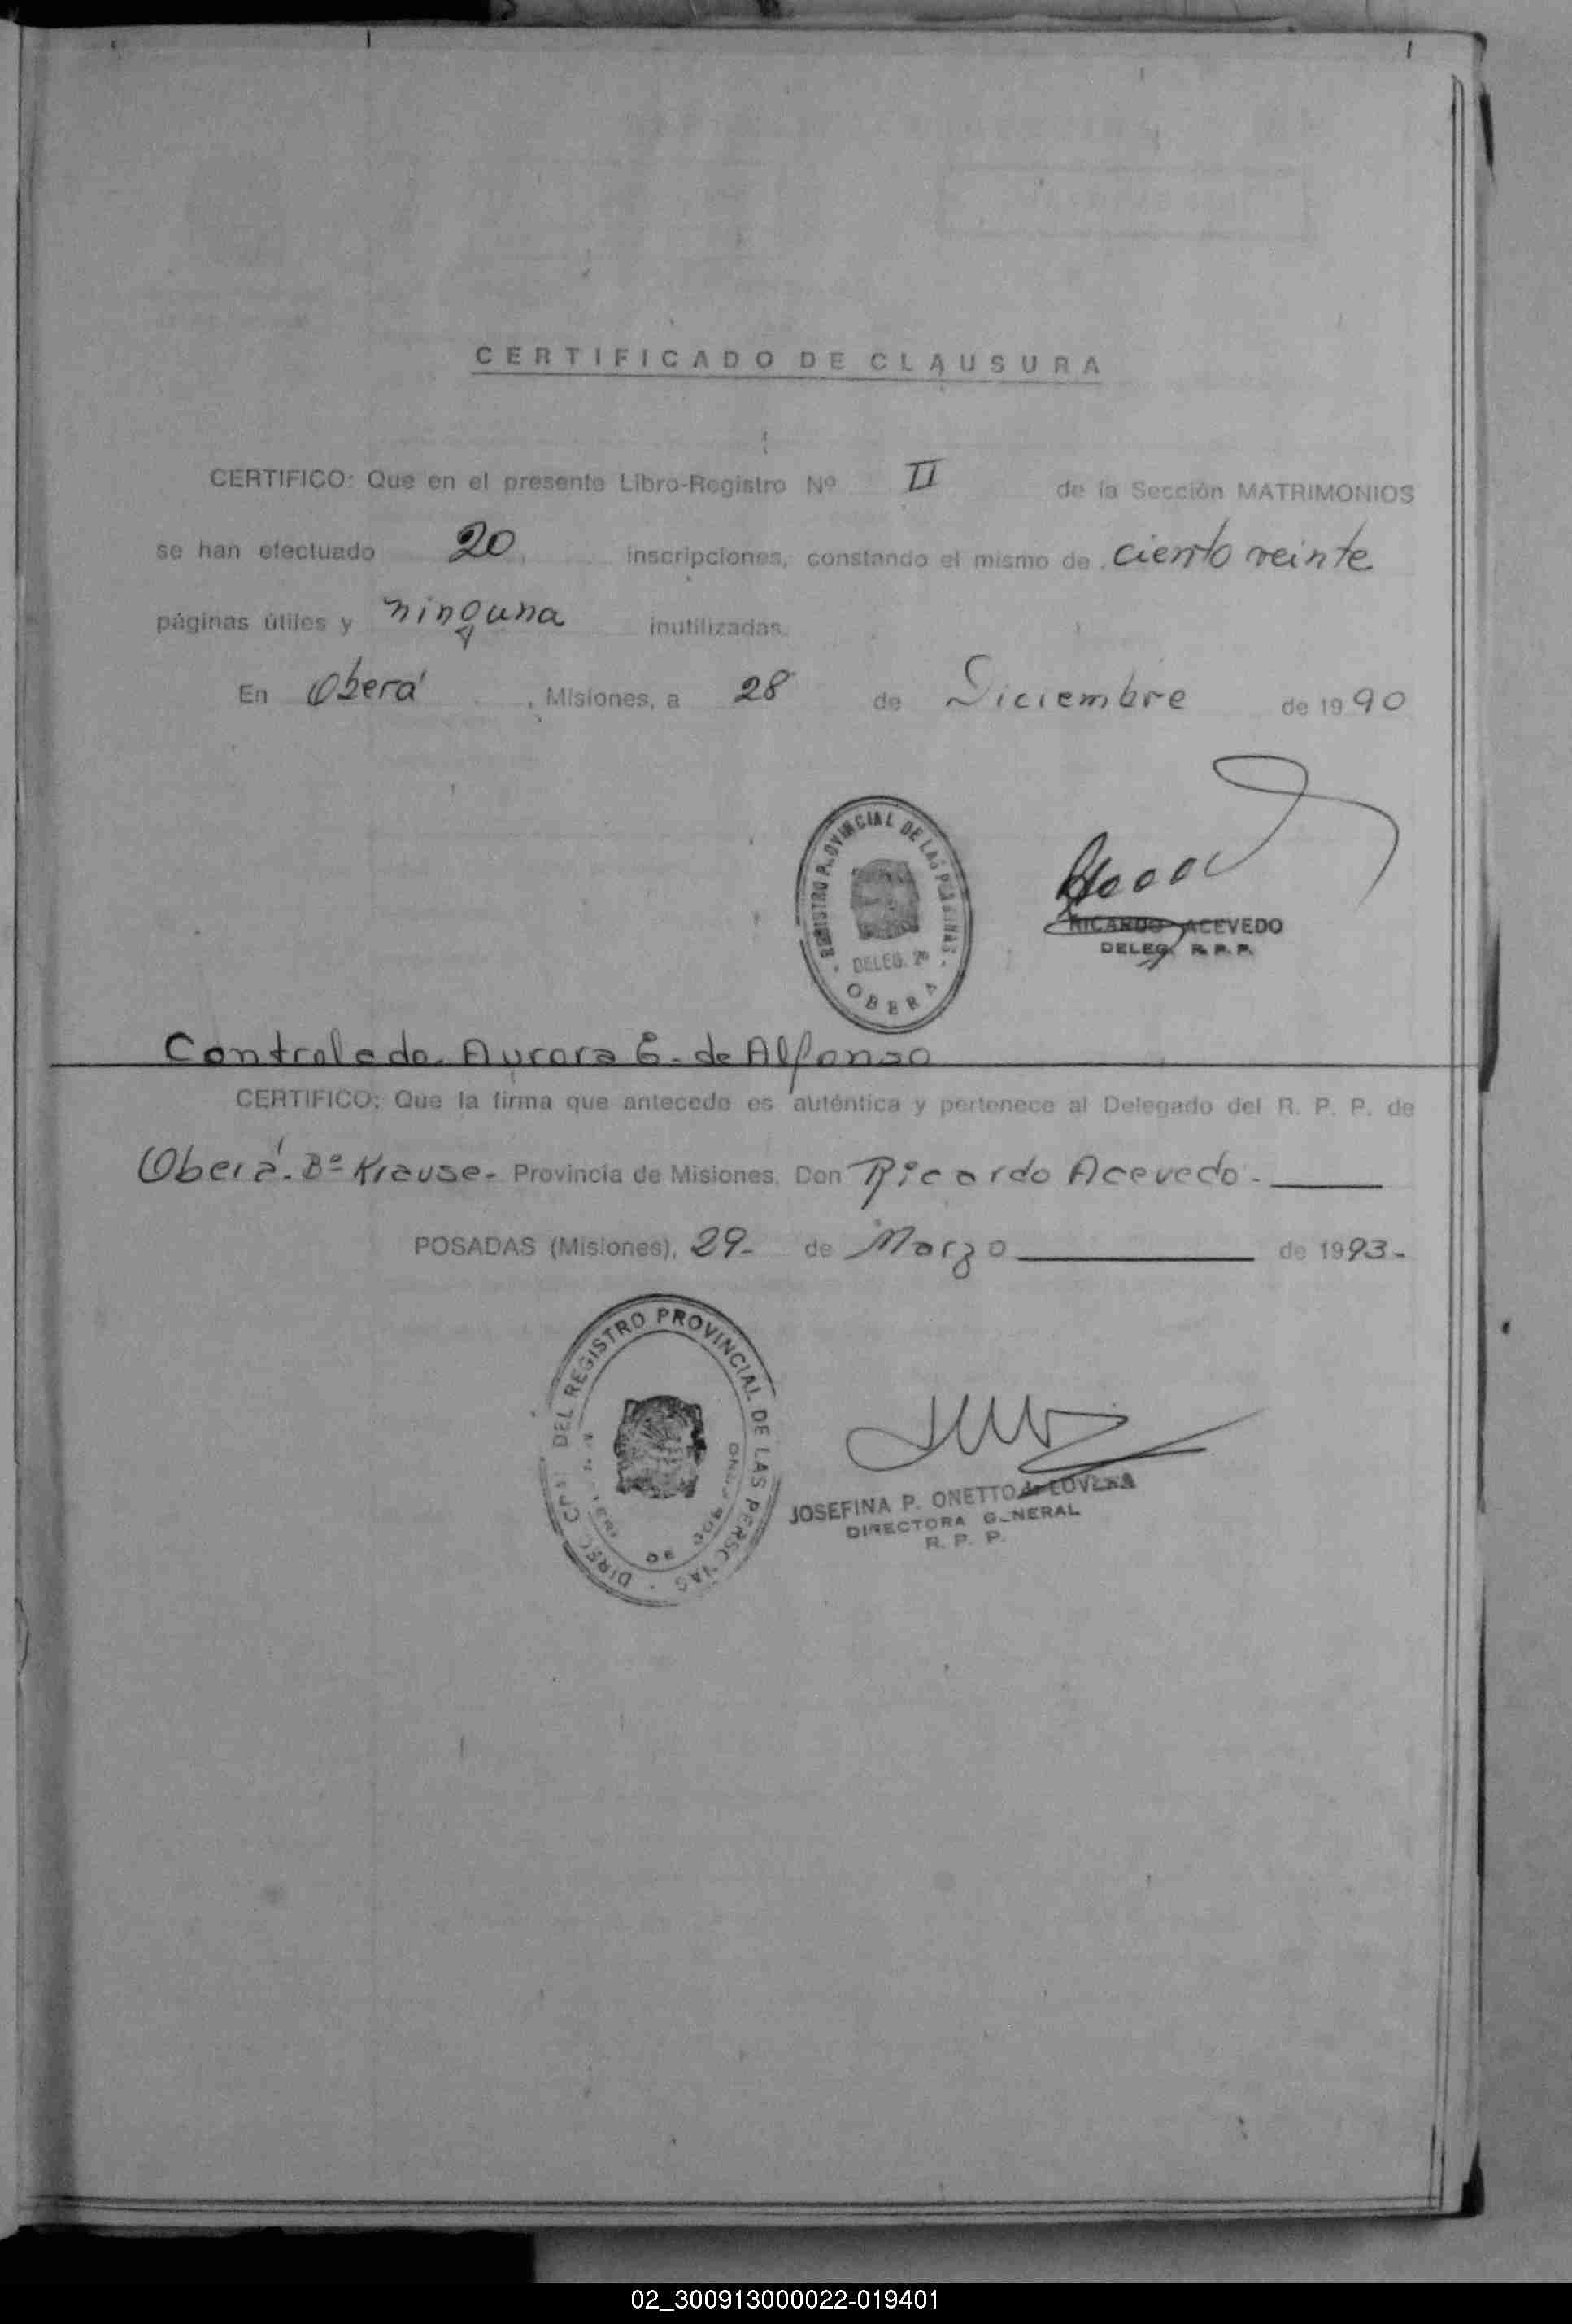 CERTIFICADO DE CLAUSURA
CERTIFICO: Que en el presente Libro-Registro Nº II de la Sección MATRIMONIOS
se han efectuado 20 inscripciones, constando el mismo de ciento veinte
páginas útiles y ninguna inutilizadas.
En Oberá, Misiones, a 28 de Diciembre de 1990
REGISTRO PROVINCIAL DE LAS PERSONAS
DELEG. 2ª
OBERA
RICARDO ACEVEDO
DELEG. R. P. P.
Controlado. Aurora E. de Alfonso
CERTIFICO: Que la firma que antecede es auténtica y pertenece al Delegado del R. P. P. de
Oberá. Bº Krause. Provincia de Misiones. Don Ricardo Acevedo.
POSADAS (Misiones), 29 de Marzo de 1993.
DEL REGISTRO PROVINCIAL DE LAS PERSONAS
JOSEFINA P. ONETTO de LOVERA
DIRECTORA GENERAL
R. P. P.
02_300913000022-019401